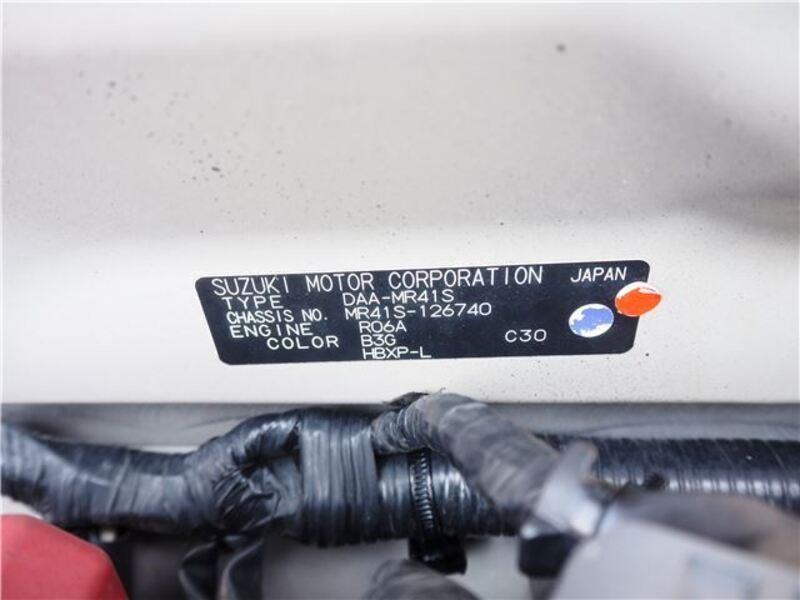 SUZUKI MOTOR CORPORATION JAPAN
TYPE DAA-MR41S
CHASSIS NO. MR41S-126740
ENGINE R06A
COLOR B3G C30
HBXP-L